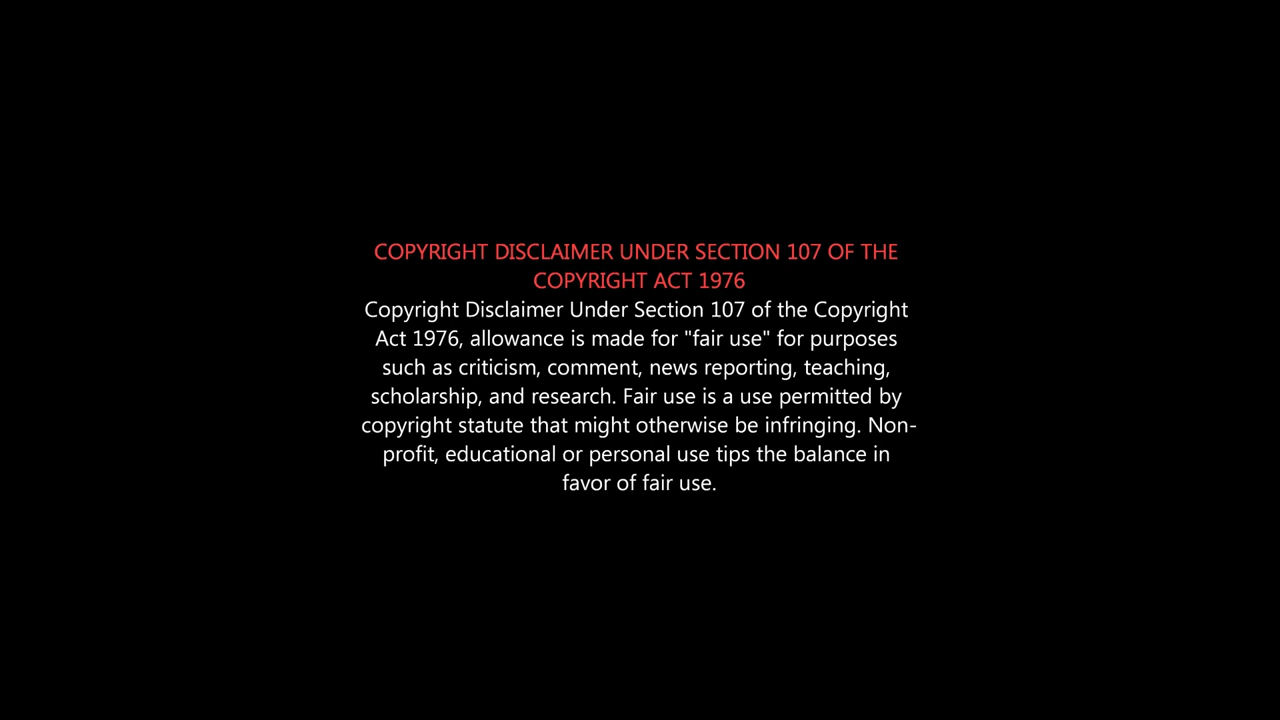 COPYRIGHT DISCLAIMER UNDER SECTION 107 OF THE
COPYRIGHT ACT 1976
Copyright Disclaimer Under Section 107 of the Copyright
Act 1976, allowance is made for "fair use" for purposes
such as criticism, comment, news reporting, teaching,
scholarship, and research. Fair use is a use permitted by
copyright statute that might otherwise be infringing. Non-
profit, educational or personal use tips the balance in
favor of fair use.